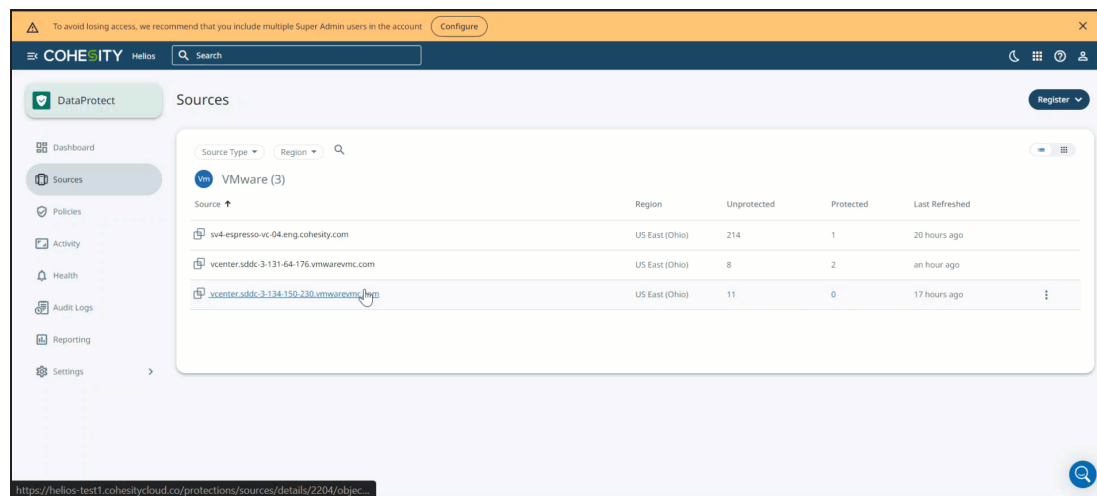 To avoid losing access, we recommend that you include multiple Super Admin users in the account Configure
COHESITY Helios Search
DataProtect
Sources
Register
Dashboard
Sources
Policies
Activity
Health
Audit Logs
Reporting
Settings
Source Type Region
Vm VMware (3)
Source Region Unprotected Protected Last Refreshed
sv4-espresso-vc-04.eng.cohesity.com US East (Ohio) 214 1 20 hours ago
vcenter.sddc-3-131-64-176.vmwarevmc.com US East (Ohio) 8 2 an hour ago
vcenter.sddc-3-134-150-230.vmwarevmc.com US East (Ohio) 11 0 17 hours ago
https://helios-test1.cohesitycloud.co/protections/sources/details/2204/objec...